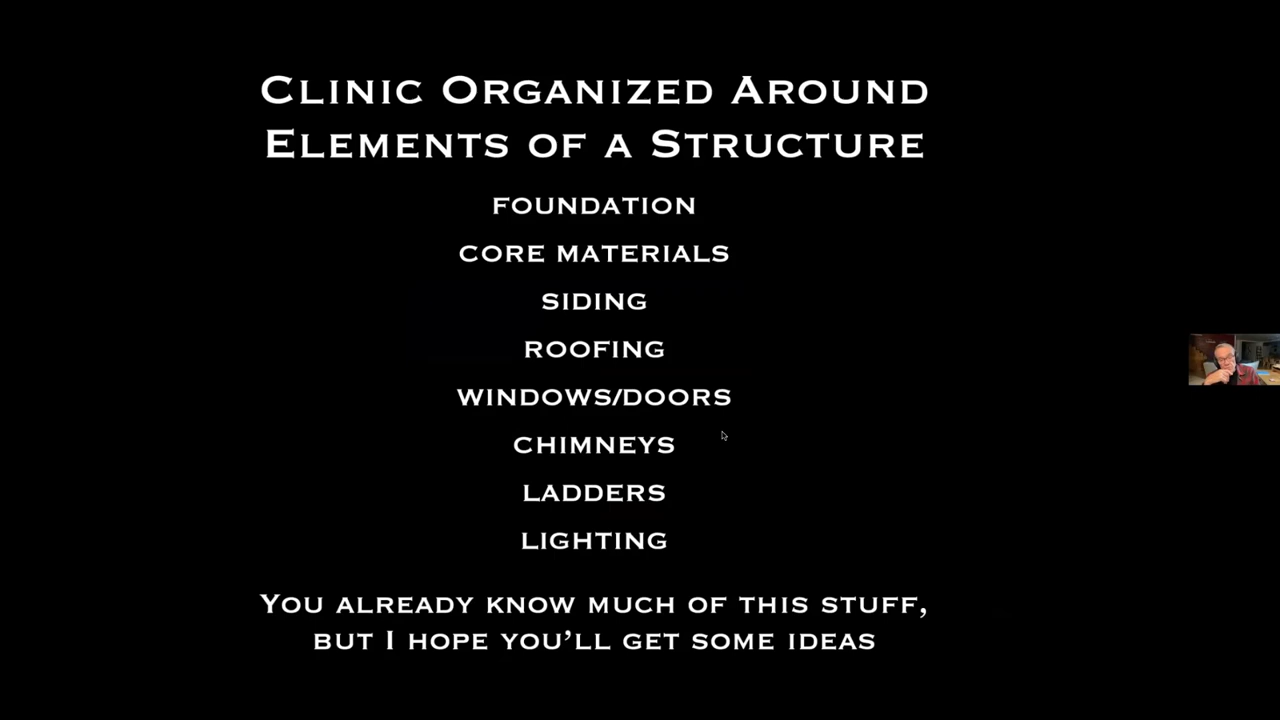 Clinic Organized Around
Elements of a Structure
foundation
core materials
siding
roofing
windows/doors
chimneys
ladders
lighting
You already know much of this stuff,
but I hope you’ll get some ideas